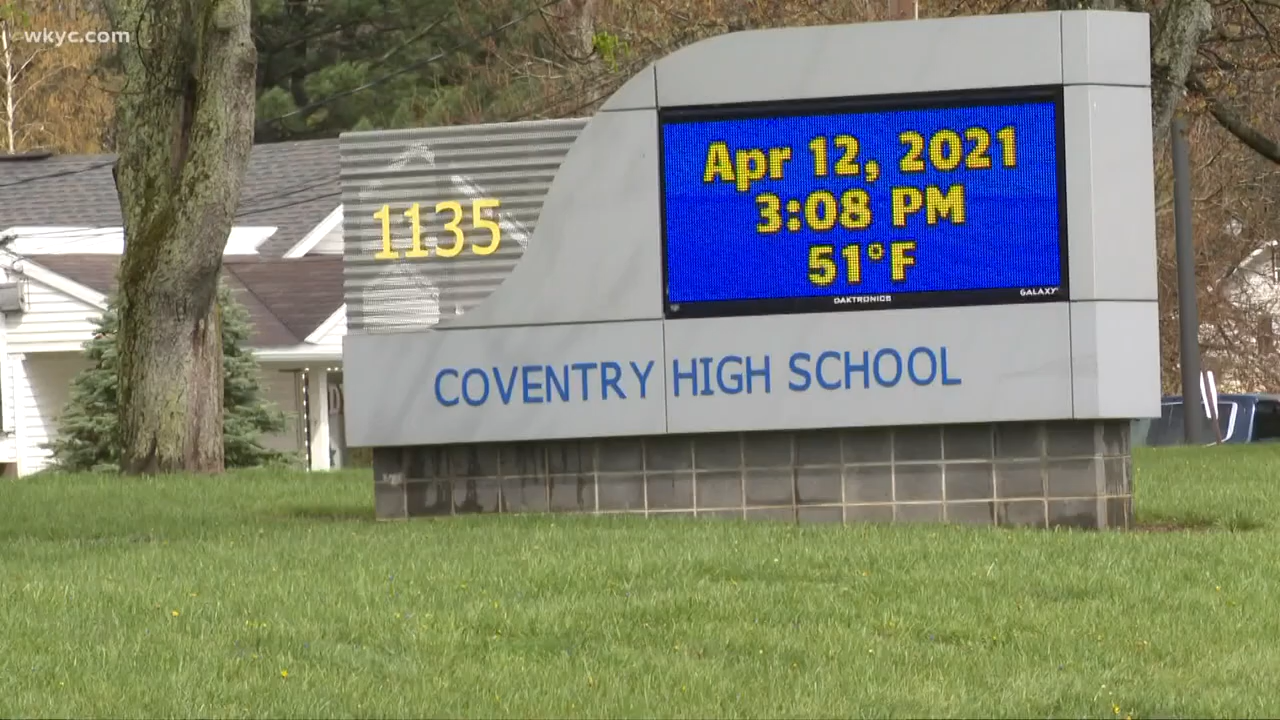 wkyc.com
Apr 12, 2021
3:08 PM
51°F
1135
DAKTRONICS
GALAXY
COVENTRY HIGH SCHOOL